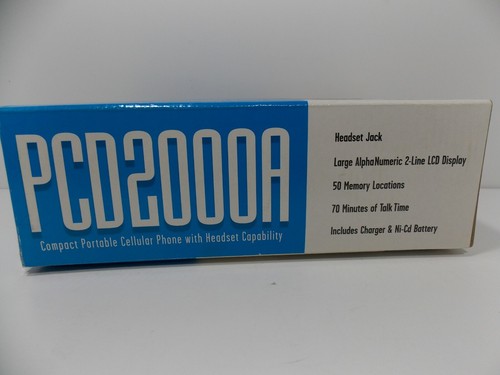 PCD2000A
Compact Portable Cellular Phone with Headset Capability
Headset Jack
Large AlphaNumeric 2-Line LCD Display
50 Memory Locations
70 Minutes of Talk Time
Includes Charger & Ni-Cd Battery